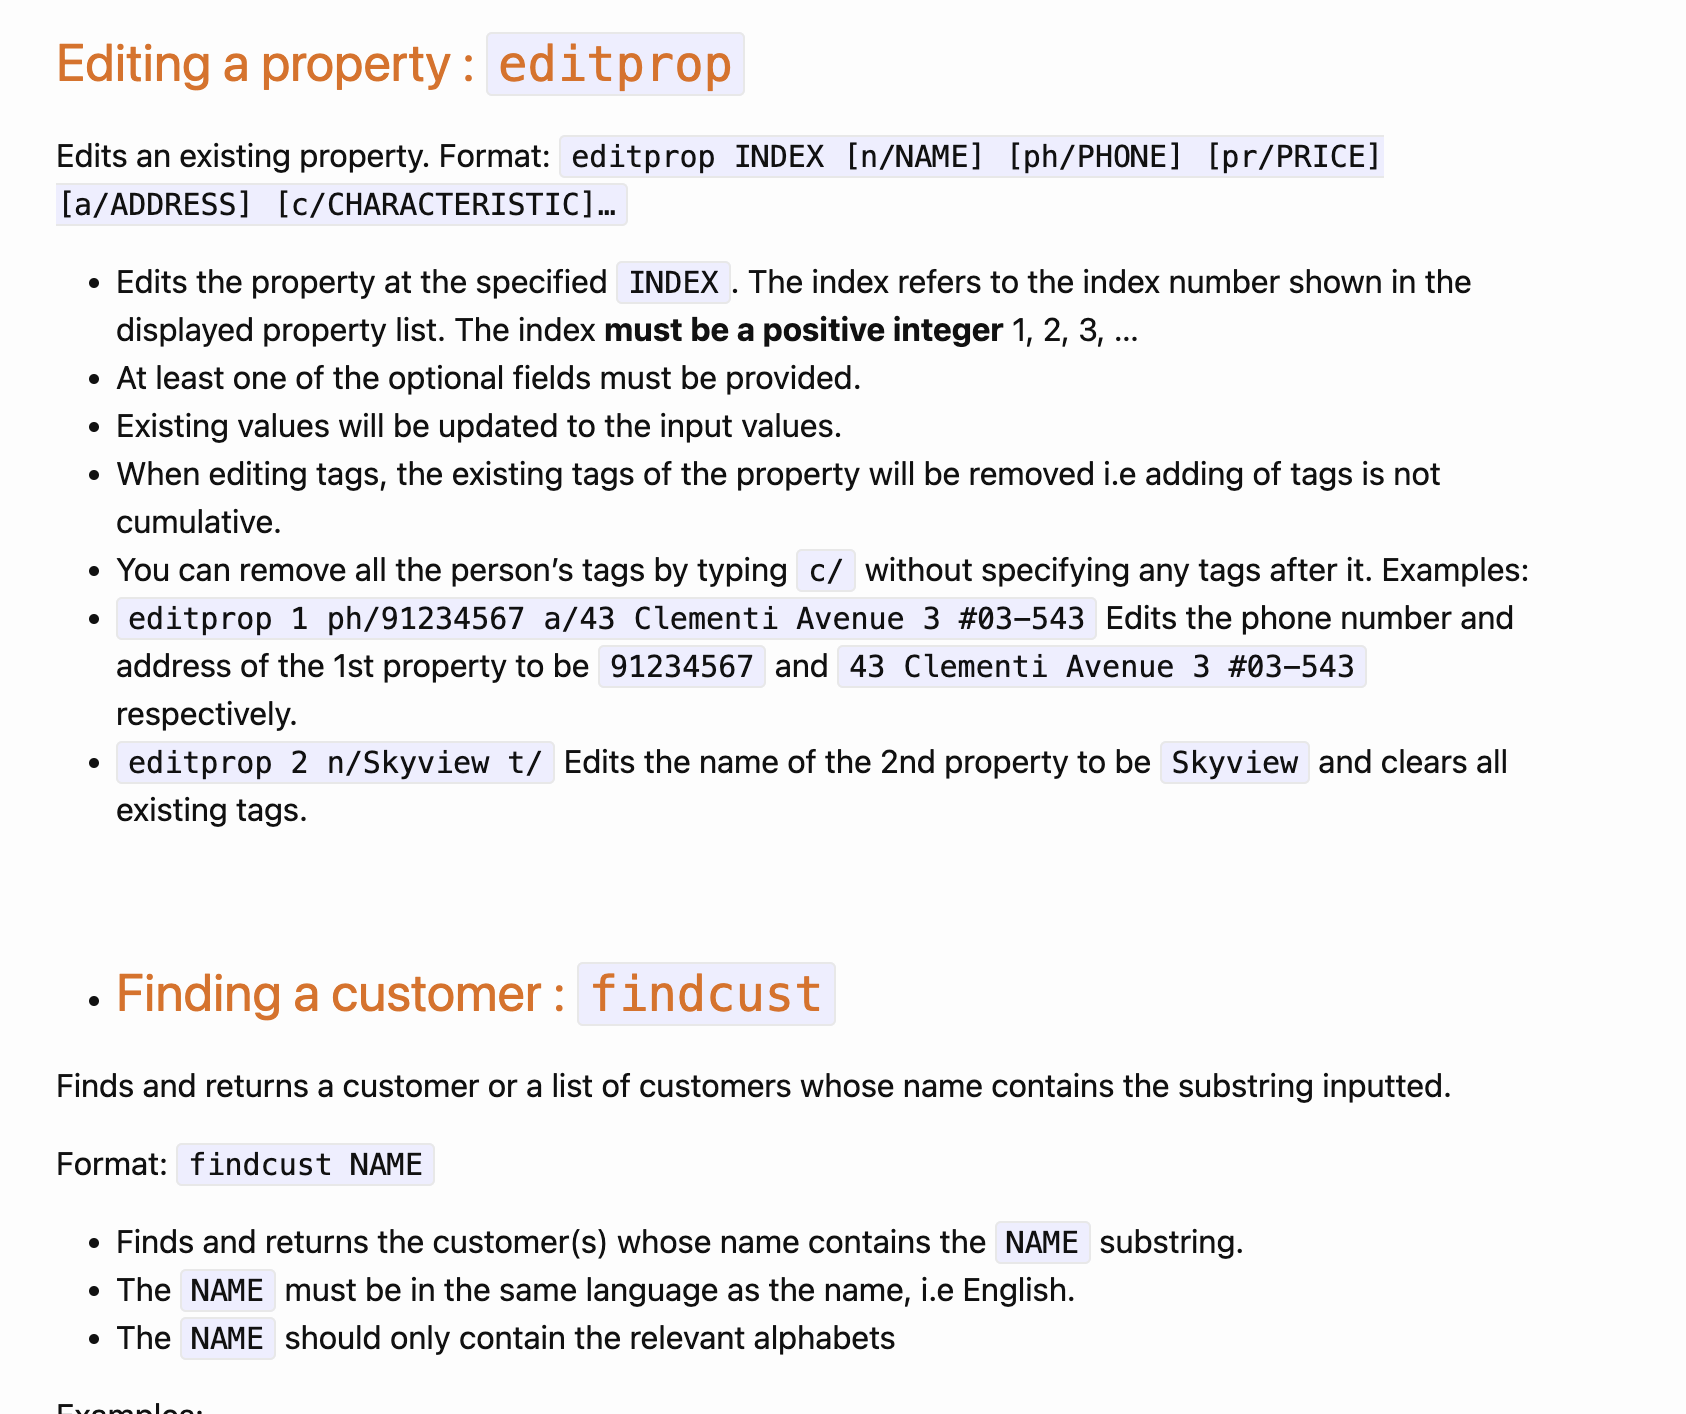 Editing a property : editprop
Edits an existing property. Format: editprop INDEX [n/NAME] [ph/PHONE] [pr/PRICE]
[a/ADDRESS] [c/CHARACTERISTIC]…
• Edits the property at the specified INDEX. The index refers to the index number shown in the
displayed property list. The index must be a positive integer 1, 2, 3, …
• At least one of the optional fields must be provided.
• Existing values will be updated to the input values.
• When editing tags, the existing tags of the property will be removed i.e adding of tags is not
cumulative.
• You can remove all the person’s tags by typing c/ without specifying any tags after it. Examples:
• editprop 1 ph/91234567 a/43 Clementi Avenue 3 #03-543 Edits the phone number and
address of the 1st property to be 91234567 and 43 Clementi Avenue 3 #03-543
respectively.
• editprop 2 n/Skyview t/ Edits the name of the 2nd property to be Skyview and clears all
existing tags.
• Finding a customer : findcust
Finds and returns a customer or a list of customers whose name contains the substring inputted.
Format: findcust NAME
• Finds and returns the customer(s) whose name contains the NAME substring.
• The NAME must be in the same language as the name, i.e English.
• The NAME should only contain the relevant alphabets
Examples: